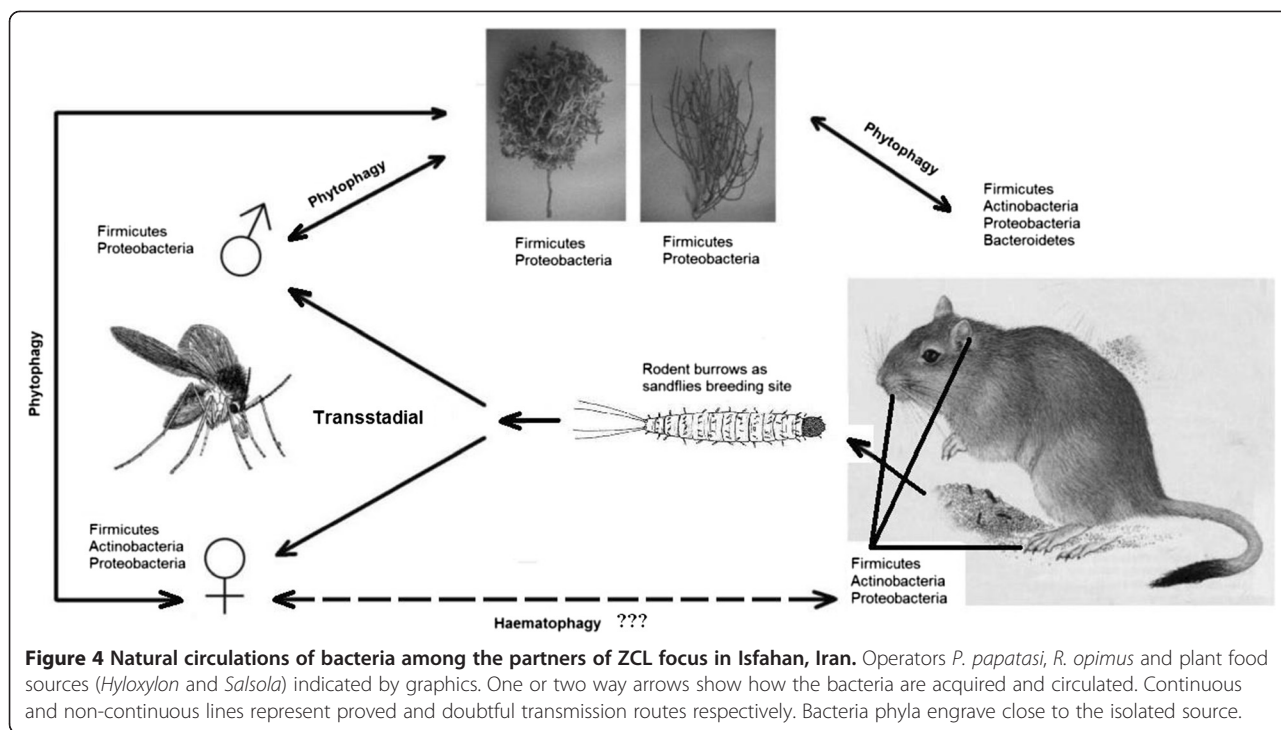 Phytophagy
Phytophagy
Firmicutes
Actinobacteria
Proteobacteria
Bacteroidetes
Firmicutes
Proteobacteria
Firmicutes
Proteobacteria
Firmicutes
Proteobacteria
Phytophagy
Rodent burrows as
sandflies breeding site
Transstadial
Firmicutes
Actinobacteria
Proteobacteria
Firmicutes
Actinobacteria
Proteobacteria
Haematophagy ???
Figure 4 Natural circulations of bacteria among the partners of ZCL focus in Isfahan, Iran. Operators P. papatasi, R. opimus and plant food
sources (Hyloxylon and Salsola) indicated by graphics. One or two way arrows show how the bacteria are acquired and circulated. Continuous
and non-continuous lines represent proved and doubtful transmission routes respectively. Bacteria phyla engrave close to the isolated source.